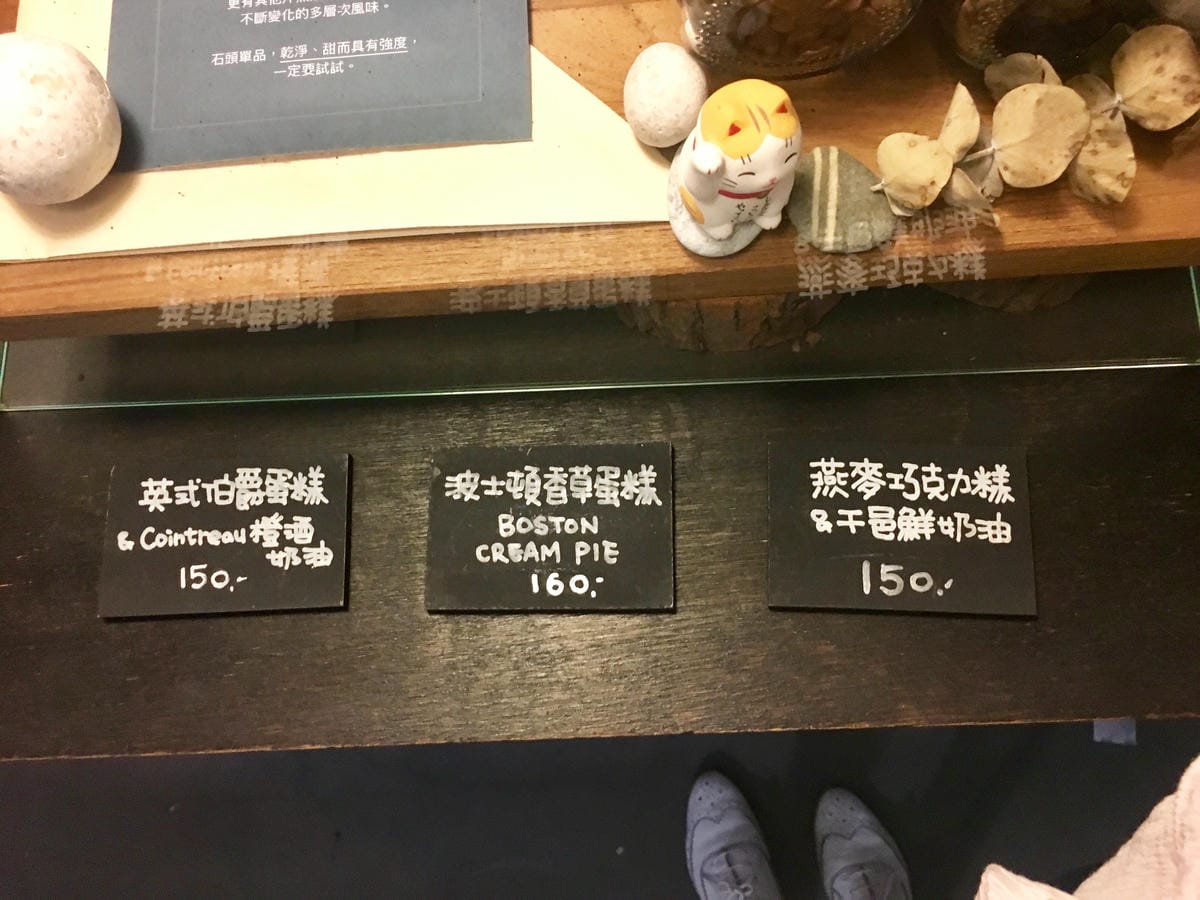 不斷變化的多層次風味。
石頭單品，乾淨、甜而具有強度，
一定要試試。
英式伯爵蛋糕
& Cointreau 橙酒
奶油
150.-
波士頓香草蛋糕
BOSTON
CREAM PIE
160.-
燕麥巧克力糕
&干邑鮮奶油
150.-